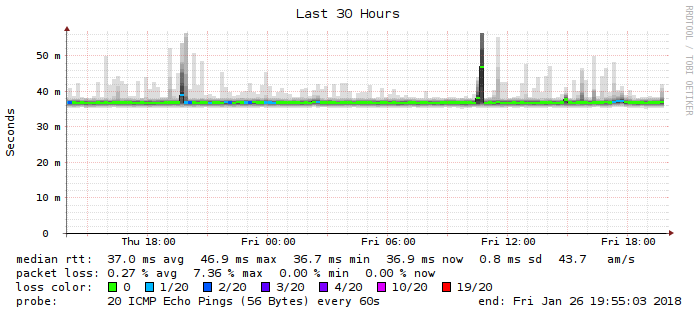 Last 30 Hours
RRDTOOL / TOBI OETIKER
Seconds
50 m
40 m
30 m
20 m
10 m
0
Thu 18:00 Fri 00:00 Fri 06:00 Fri 12:00 Fri 18:00
median rtt: 37.0 ms avg 46.9 ms max 36.7 ms min 36.9 ms now 0.8 ms sd 43.7 am/s
packet loss: 0.27 % avg 7.36 % max 0.00 % min 0.00 % now
loss color: 0 1/20 2/20 3/20 4/20 10/20 19/20
probe: 20 ICMP Echo Pings (56 Bytes) every 60s end: Fri Jan 26 19:55:03 2018